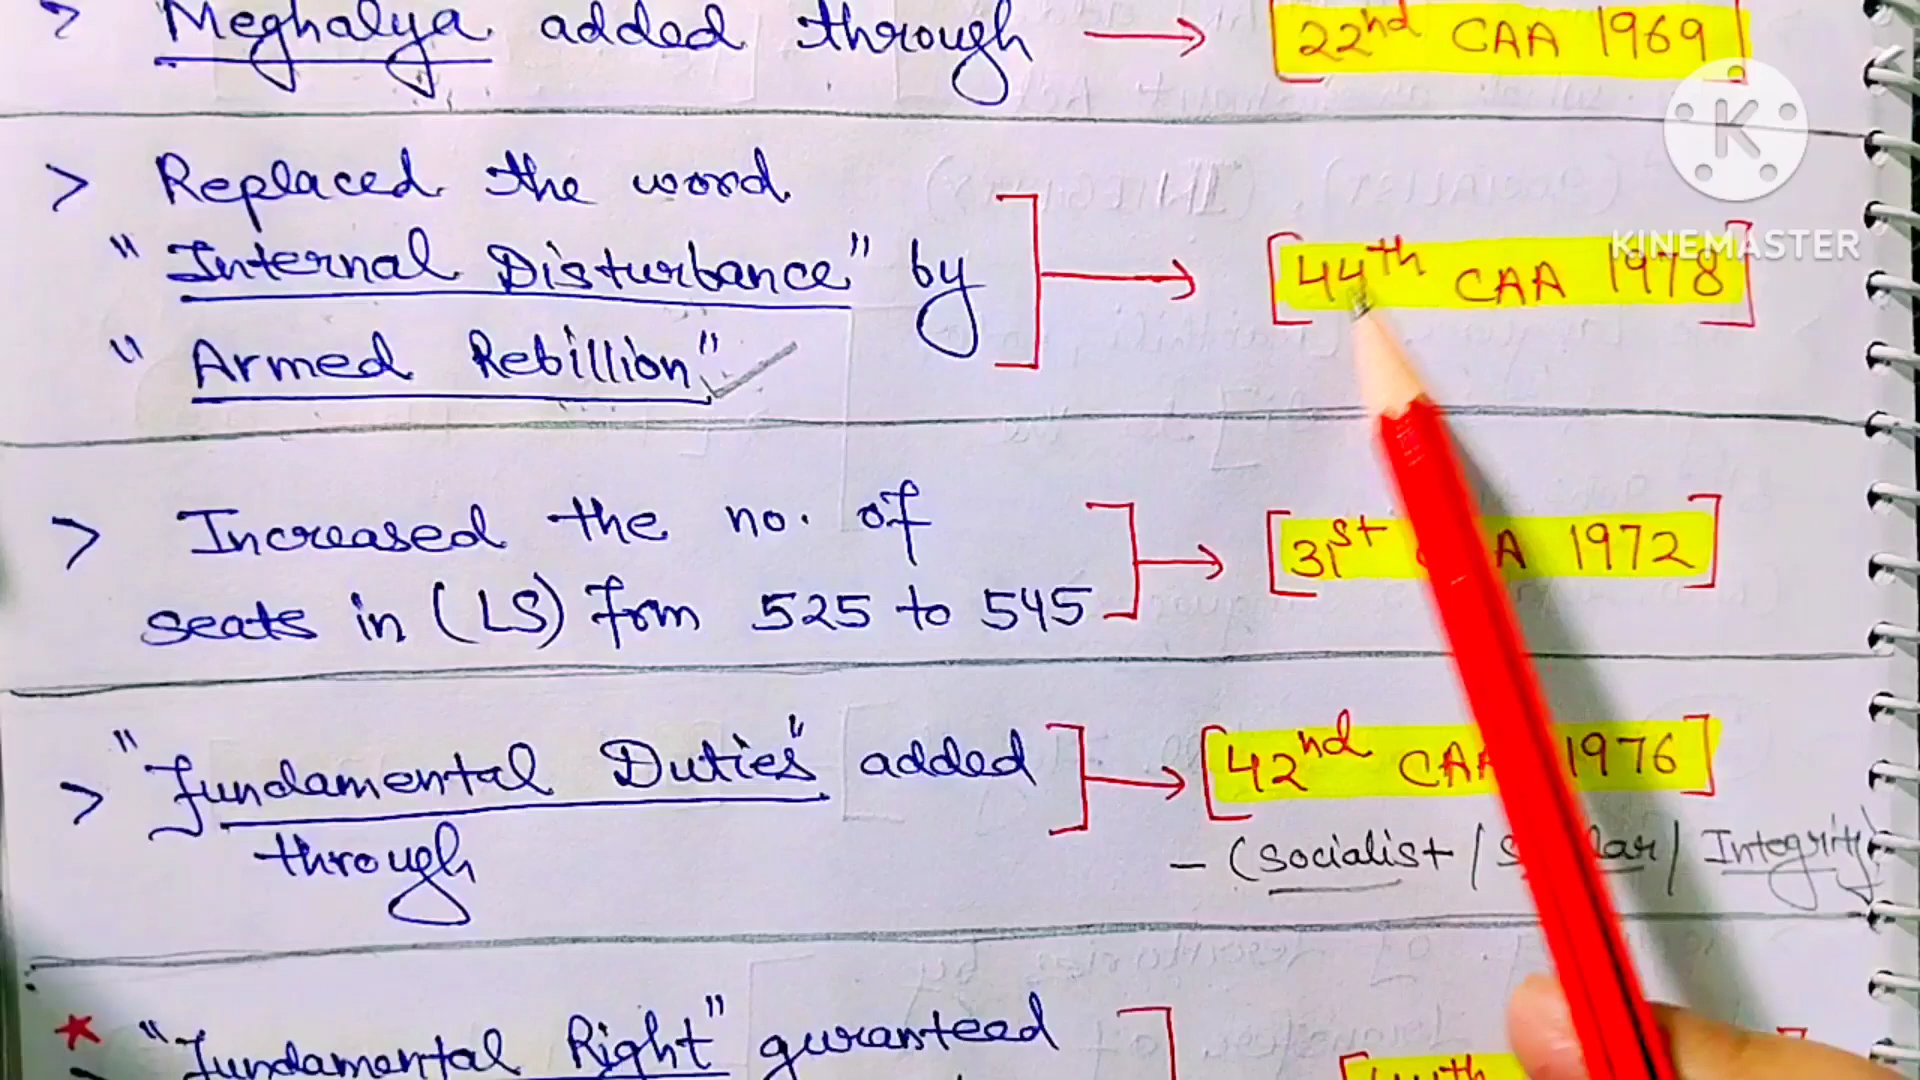 > Meghalya added through → [22nd CAA 1969]
K
KINEMASTER
> Replaced the word
"Internal Disturbance" by
"Armed Rebillion"
→ [44th CAA 1978]
> Increased the no. of
seats in (LS) from 525 to 545
→ [31st A 1972]
> "Fundamental Duties" added
through
→ [42nd CAA 1976]
- (Socialist / / Integrity
* "Fundamental Right" guranteed